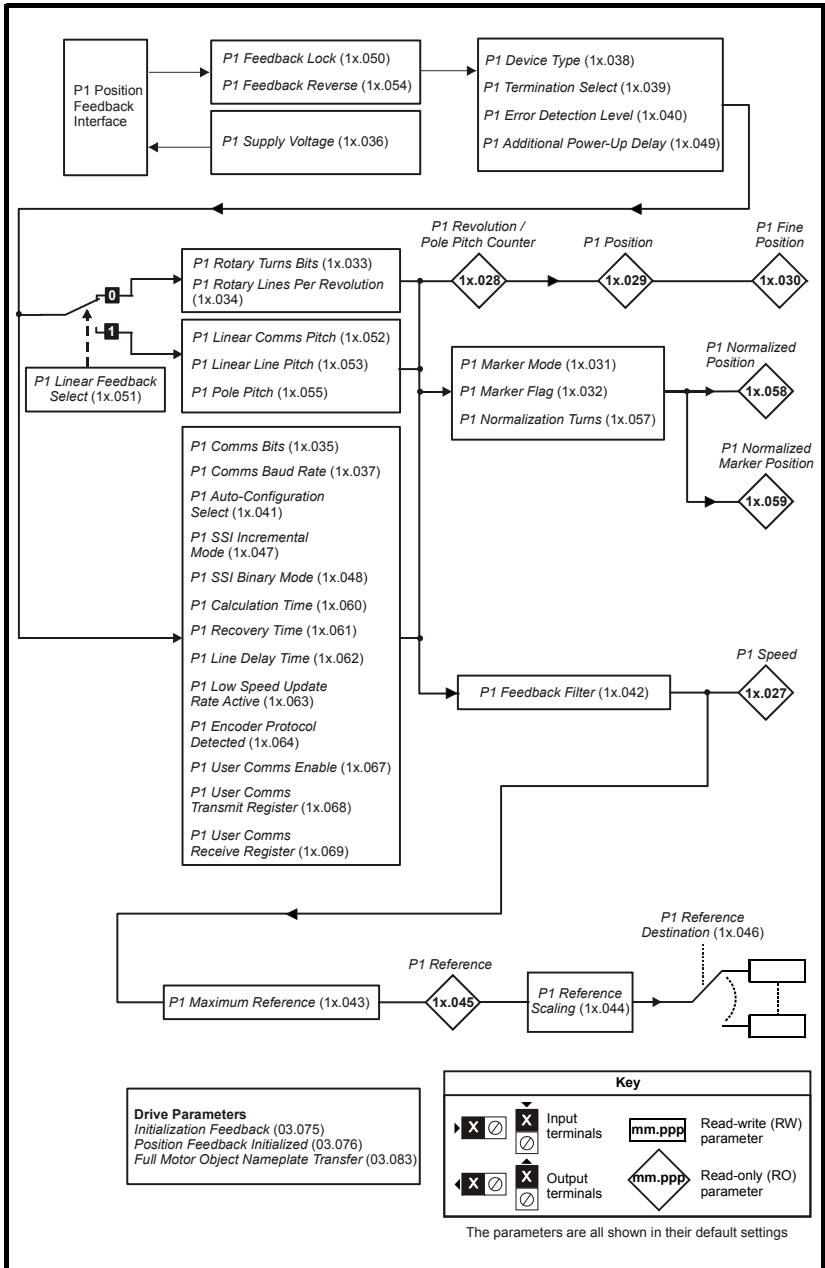 P1 Position
Feedback
Interface
P1 Feedback Lock (1x.050)
P1 Feedback Reverse (1x.054)
P1 Supply Voltage (1x.036)
P1 Device Type (1x.038)
P1 Termination Select (1x.039)
P1 Error Detection Level (1x.040)
P1 Additional Power-Up Delay (1x.049)
0
1
P1 Linear Feedback
Select (1x.051)
P1 Rotary Turns Bits (1x.033)
P1 Rotary Lines Per Revolution
(1x.034)
P1 Linear Comms Pitch (1x.052)
P1 Linear Line Pitch (1x.053)
P1 Pole Pitch (1x.055)
P1 Revolution /
Pole Pitch Counter
1x.028
P1 Position
1x.029
P1 Fine
Position
1x.030
P1 Marker Mode (1x.031)
P1 Marker Flag (1x.032)
P1 Normalization Turns (1x.057)
P1 Normalized
Position
1x.058
P1 Normalized
Marker Position
1x.059
P1 Comms Bits (1x.035)
P1 Comms Baud Rate (1x.037)
P1 Auto-Configuration
Select (1x.041)
P1 SSI Incremental
Mode (1x.047)
P1 SSI Binary Mode (1x.048)
P1 Calculation Time (1x.060)
P1 Recovery Time (1x.061)
P1 Line Delay Time (1x.062)
P1 Low Speed Update
Rate Active (1x.063)
P1 Encoder Protocol
Detected (1x.064)
P1 User Comms Enable (1x.067)
P1 User Comms
Transmit Register (1x.068)
P1 User Comms
Receive Register (1x.069)
P1 Feedback Filter (1x.042)
P1 Speed
1x.027
P1 Maximum Reference (1x.043)
P1 Reference
1x.045
P1 Reference
Scaling (1x.044)
P1 Reference
Destination (1x.046)
Drive Parameters
Initialization Feedback (03.075)
Position Feedback Initialized (03.076)
Full Motor Object Nameplate Transfer (03.083)
Key
X
X
Input
terminals
mm.ppp
Read-write (RW)
parameter
X
X
Output
terminals
mm.ppp
Read-only (RO)
parameter
The parameters are all shown in their default settings